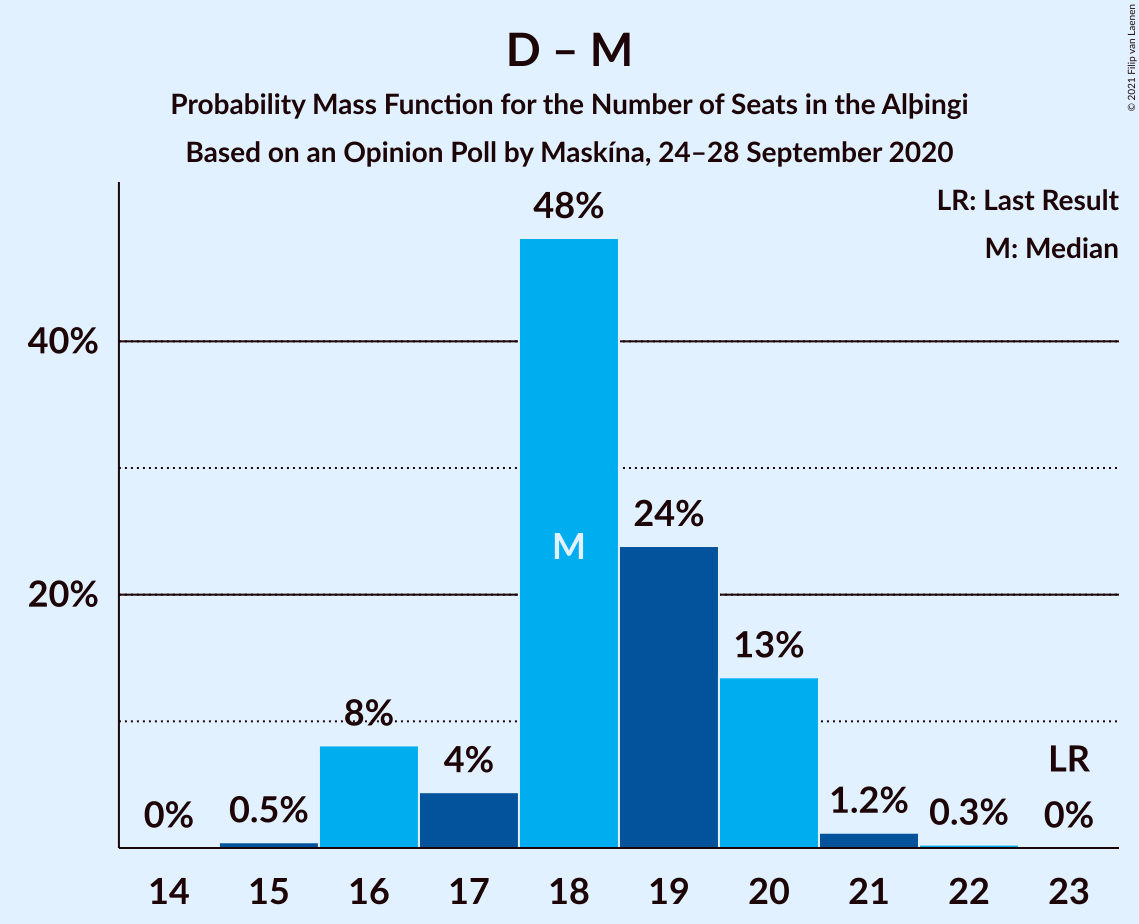 D – M
Probability Mass Function for the Number of Seats in the Alþingi
Based on an Opinion Poll by Maskína, 24–28 September 2020
© 2021 Filip van Laenen
LR: Last Result
M: Median
48%
40%
24%
M
20%
13%
8%
4%
LR
0%
0.5%
1.2%
0.3%
0%
14 15 16 17 18 19 20 21 22 23